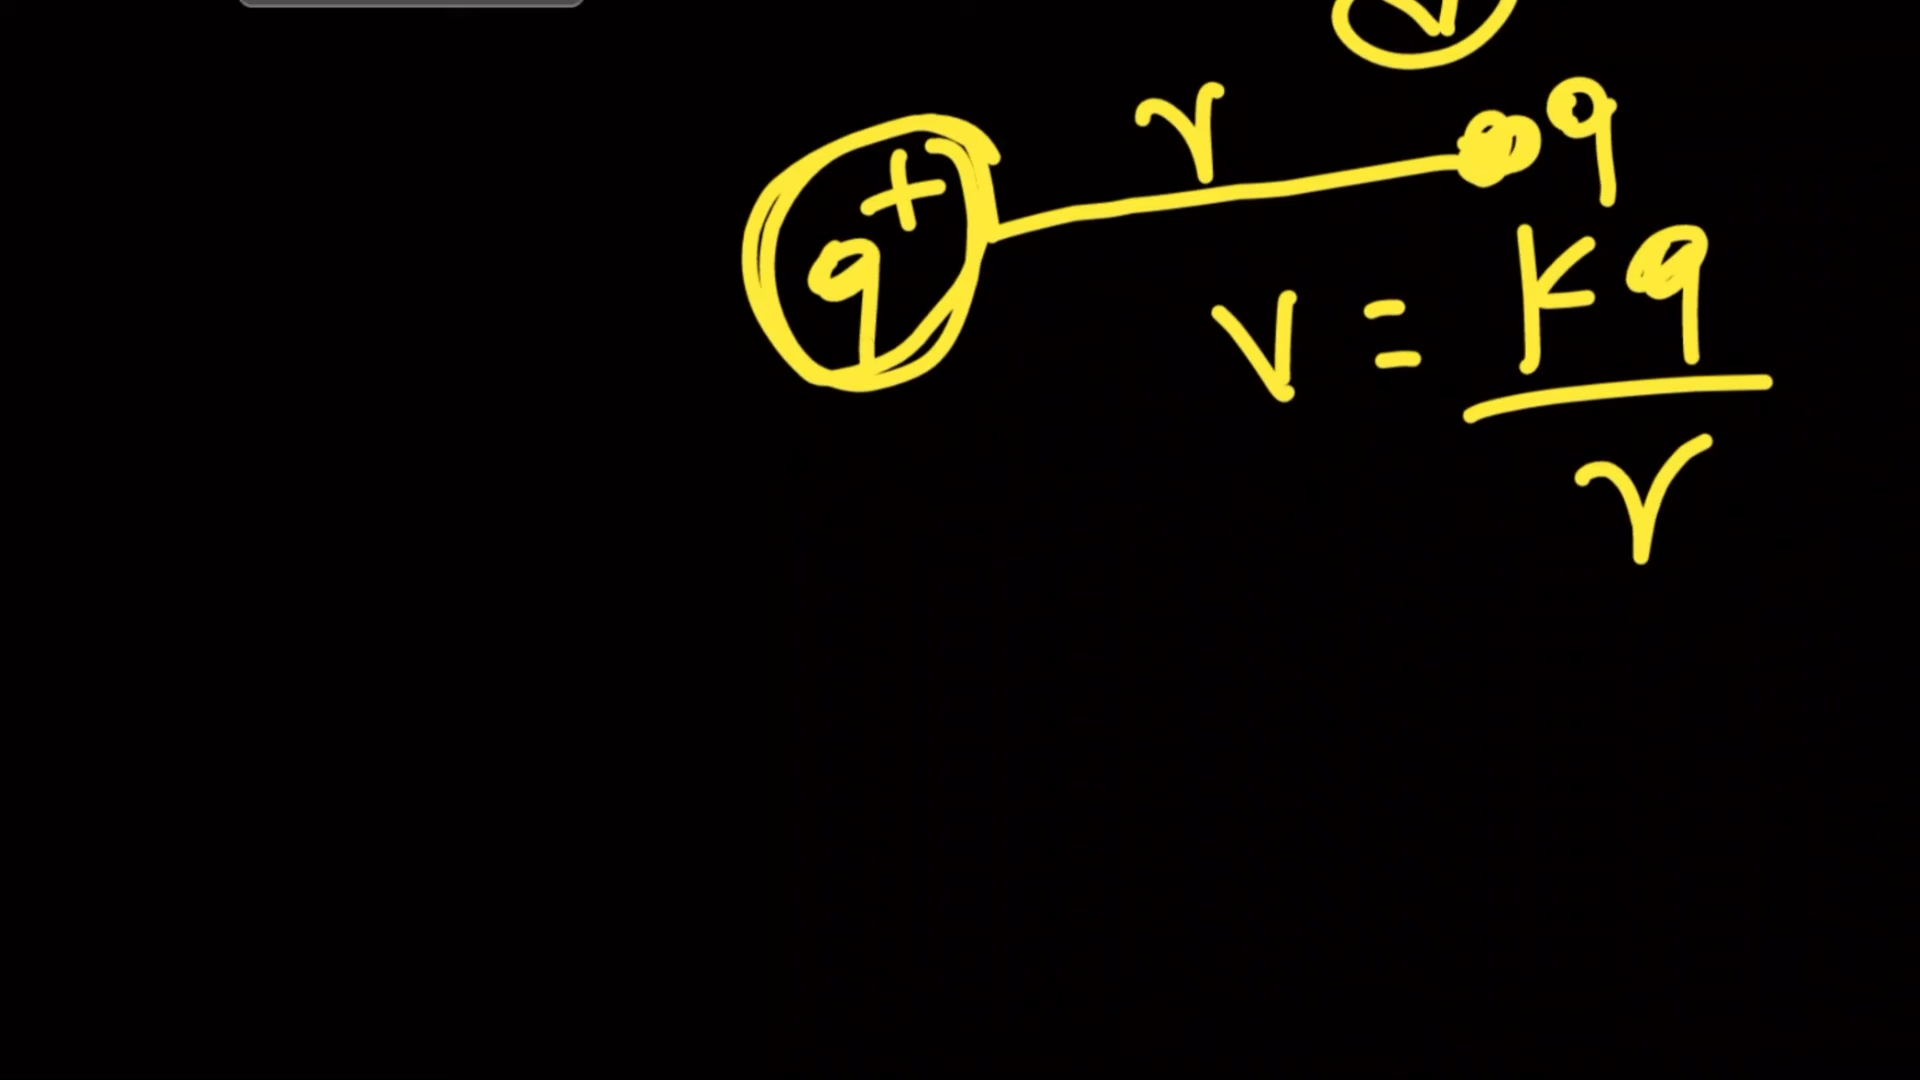 r q
+
q
v = kq
r